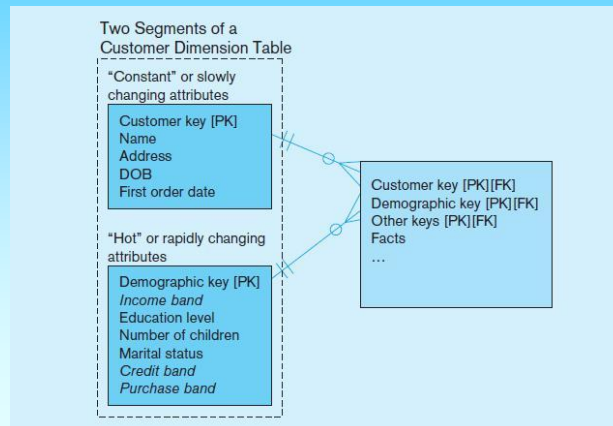 Two Segments of a
Customer Dimension Table
“Constant” or slowly
changing attributes
Customer key [PK]
Name
Address
DOB
First order date
“Hot” or rapidly changing
attributes
Demographic key [PK]
Income band
Education level
Number of children
Marital status
Credit band
Purchase band
Customer key [PK][FK]
Demographic key [PK][FK]
Other keys [PK][FK]
Facts
…